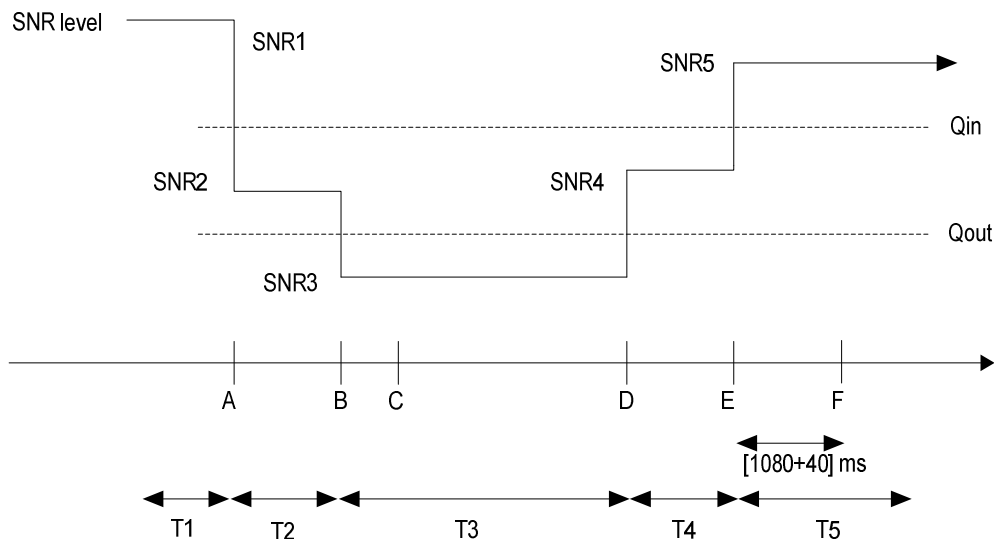 SNR level
SNR1
SNR5
Qin
SNR2
SNR4
Qout
SNR3
A B C D E F
[1080+40] ms
T1 T2 T3 T4 T5